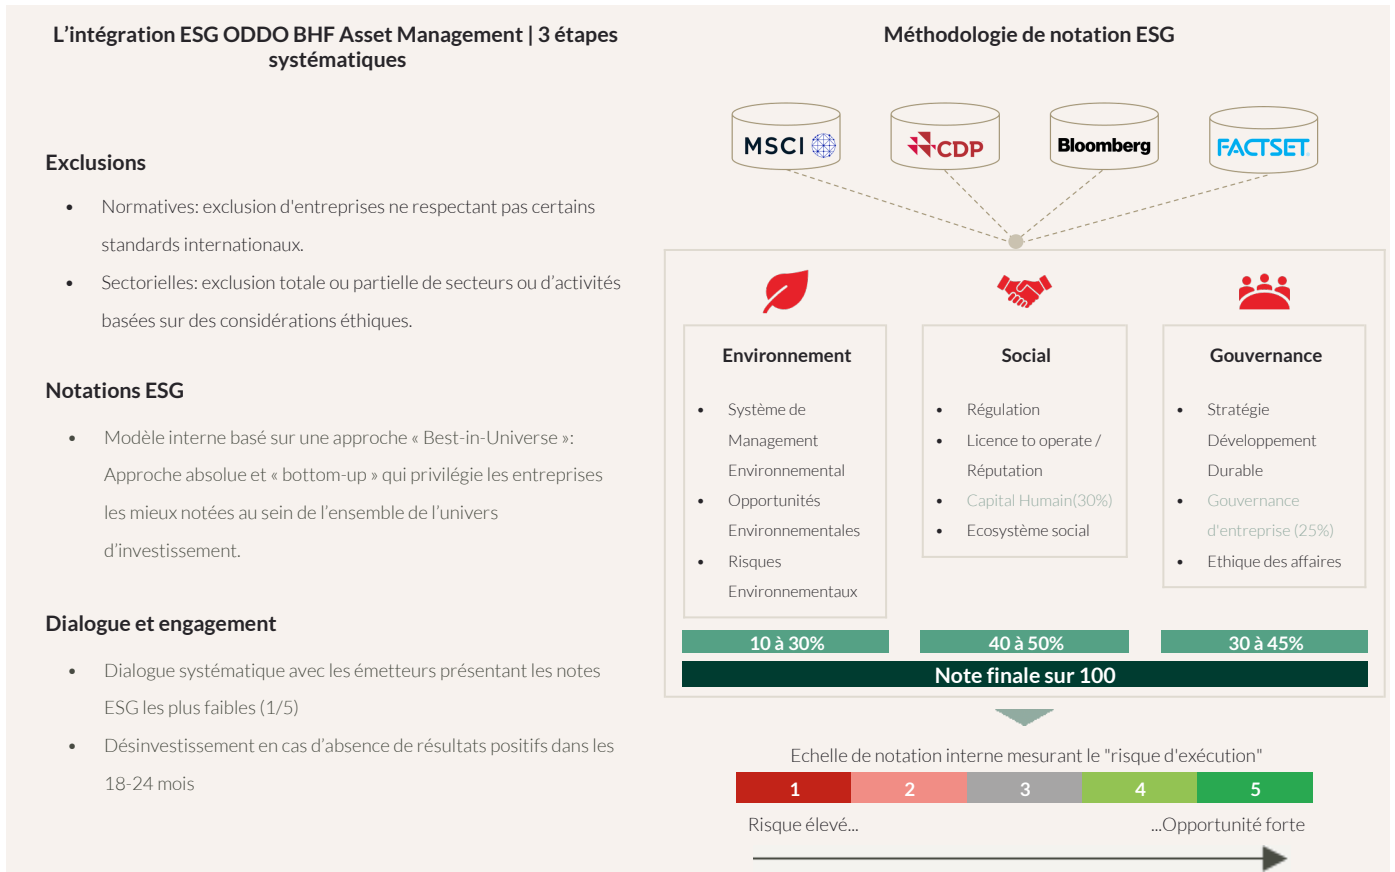 L'intégration ESG ODDO BHF Asset Management | 3 étapes
systématiques
Exclusions
• Normatives: exclusion d'entreprises ne respectant pas certains
standards internationaux.
• Sectorielles: exclusion totale ou partielle de secteurs ou d'activités
basées sur des considérations éthiques.
Notations ESG
• Modèle interne basé sur une approche « Best-in-Universe »:
Approche absolue et « bottom-up » qui privilégie les entreprises
les mieux notées au sein de l'ensemble de l'univers
d'investissement.
Dialogue et engagement
• Dialogue systématique avec les émetteurs présentant les notes
ESG les plus faibles (1/5)
• Désinvestissement en cas d'absence de résultats positifs dans les
18-24 mois
Méthodologie de notation ESG
MSCI
CDP
Bloomberg
FACTSET
Environnement
• Système de
Management
Environnemental
• Opportunités
Environnementales
• Risques
Environnementaux
10 à 30%
Social
• Régulation
• Licence to operate /
Réputation
• Capital Humain(30%)
• Ecosystème social
40 à 50%
Gouvernance
• Stratégie
Développement
Durable
• Gouvernance
d'entreprise (25%)
• Ethique des affaires
30 à 45%
Note finale sur 100
Echelle de notation interne mesurant le "risque d'exécution"
1 2 3 4 5
Risque élevé... ...Opportunité forte